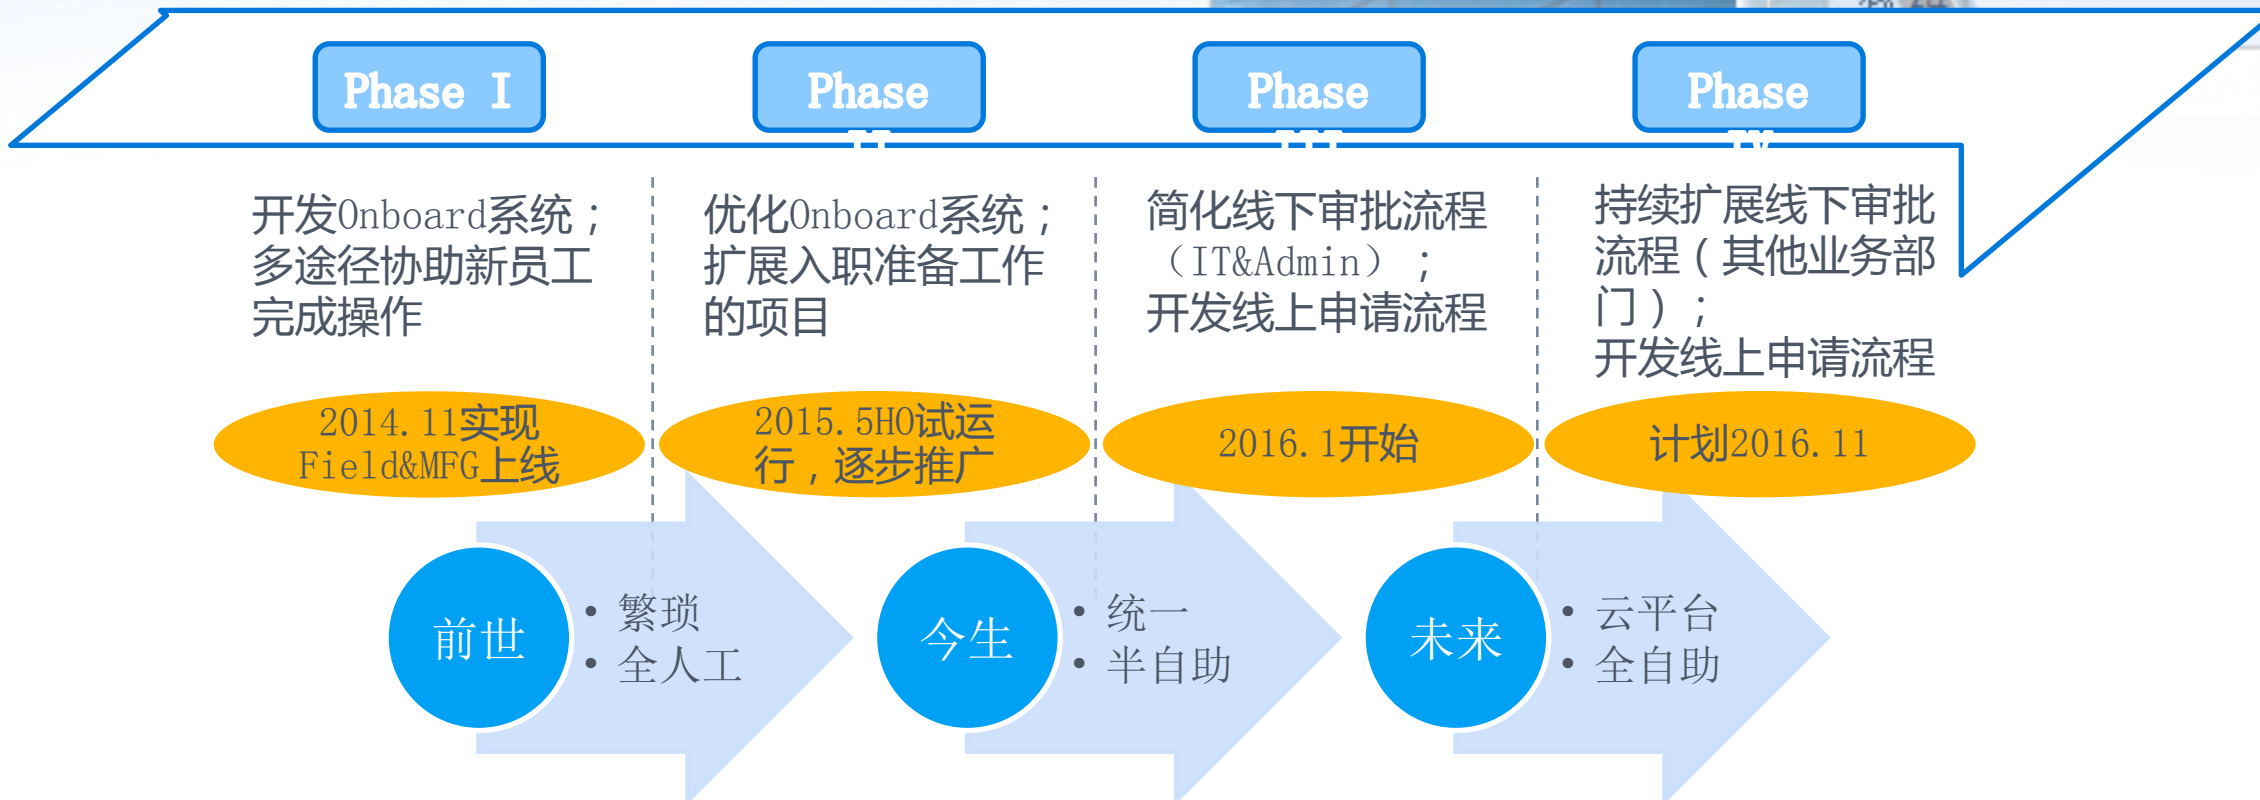 Phase I
Phase
II
Phase
III
Phase
IV
开发Onboard系统；
多途径协助新员工
完成操作
优化Onboard系统；
扩展入职准备工作
的项目
简化线下审批流程
（IT&Admin）；
开发线上申请流程
持续扩展线下审批
流程（其他业务部
门）；
开发线上申请流程
2014.11实现
Field&MFG上线
2015.5HO试运
行，逐步推广
2016.1开始
计划2016.11
前世
• 繁琐
• 全人工
今生
• 统一
• 半自助
未来
• 云平台
• 全自助